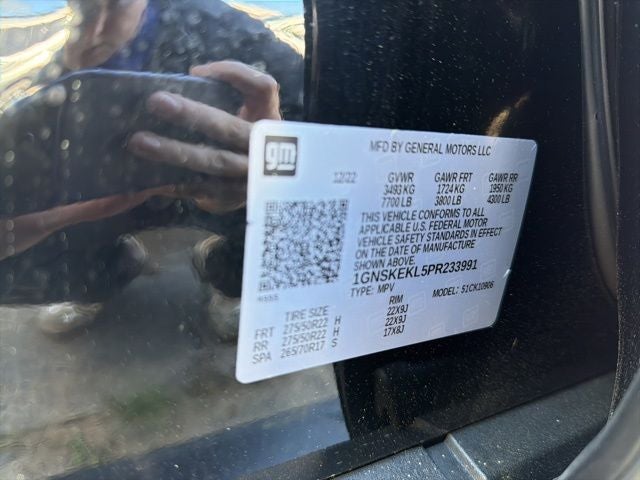 gm
MFD BY GENERAL MOTORS LLC
12/22 GVWR GAWR FRT GAWR RR
3493 KG 1724 KG 1950 KG
7700 LB 3800 LB 4300 LB
THIS VEHICLE CONFORMS TO ALL
APPLICABLE U.S. FEDERAL MOTOR
VEHICLE SAFETY STANDARDS IN EFFECT
ON THE DATE OF MANUFACTURE
SHOWN ABOVE.
1GNSKEKL5PR233991
TYPE: MPV MODEL: 51CK10906
TIRE SIZE RIM
FRT 275/50R22 H 22X9J
RR 275/50R22 H 22X9J
SPA 265/70R17 S 17X8J